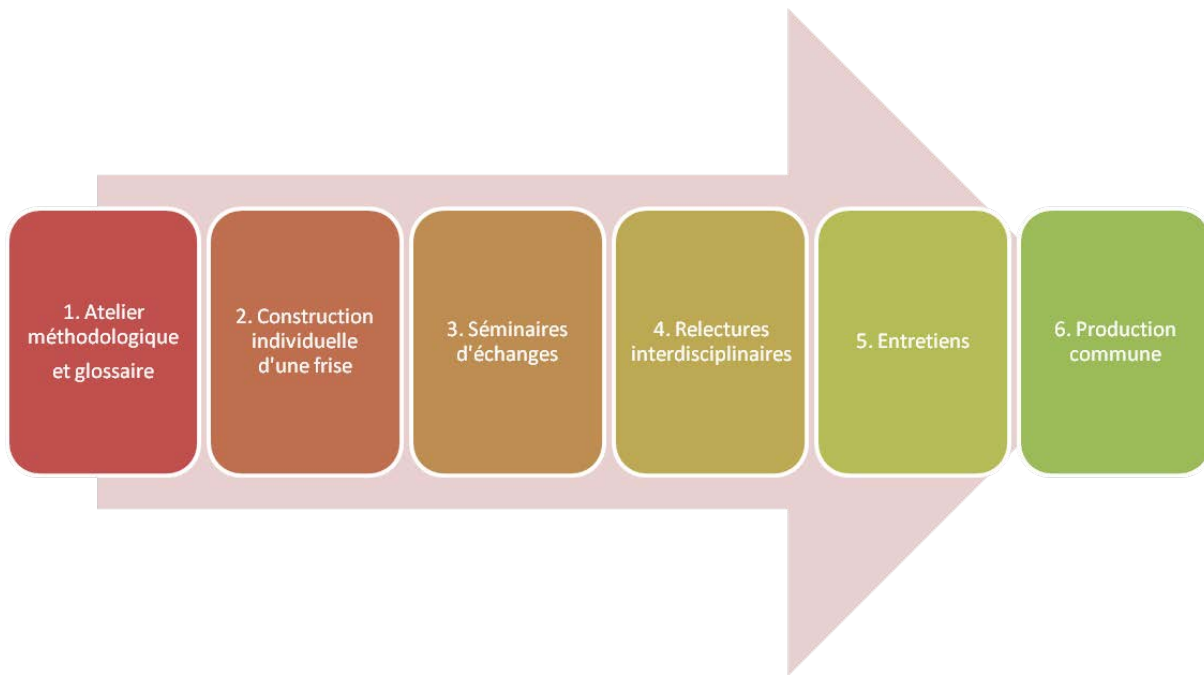 1. Atelier
méthodologique
et glossaire
2. Construction
individuelle
d'une frise
3. Séminaires
d'échanges
4. Relectures
interdisciplinaires
5. Entretiens
6. Production
commune